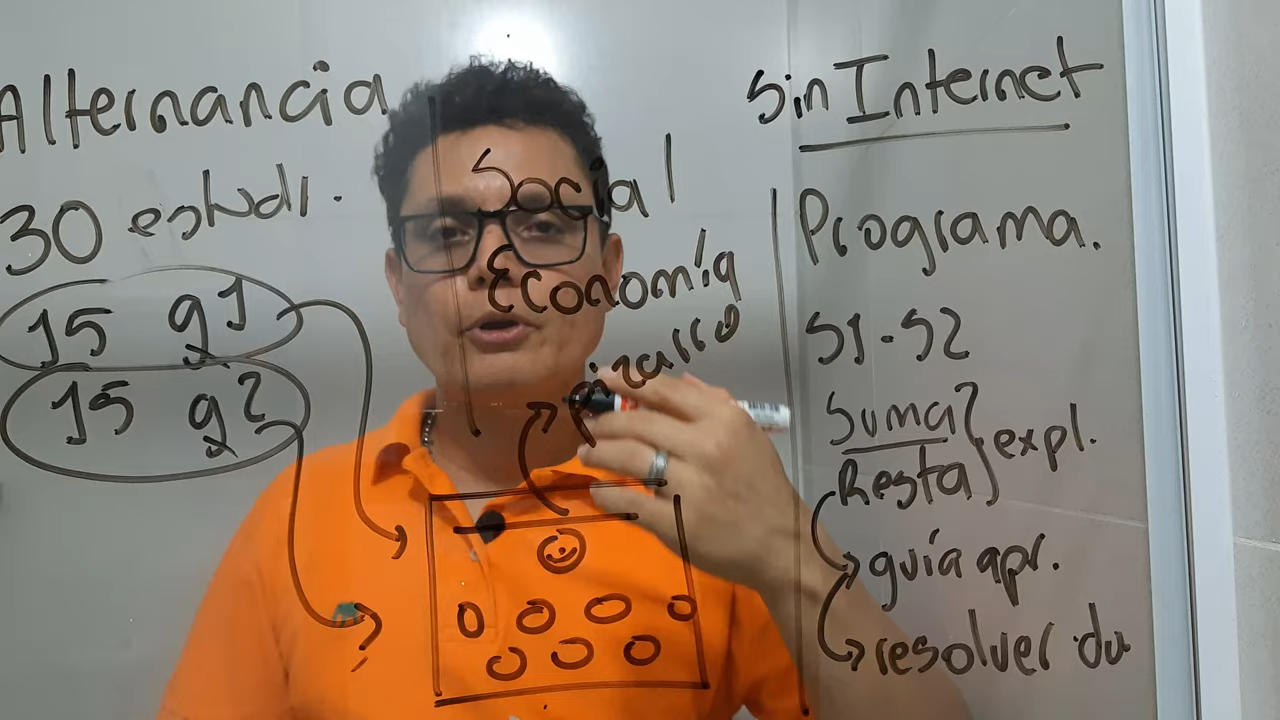 Alternancia
30 estudi.
15 g1
15 g2
Social
Economía
pizarra
Sin Internet
Programa.
S1-S2
Suma
Resta
expl.
guía apr.
resolver du